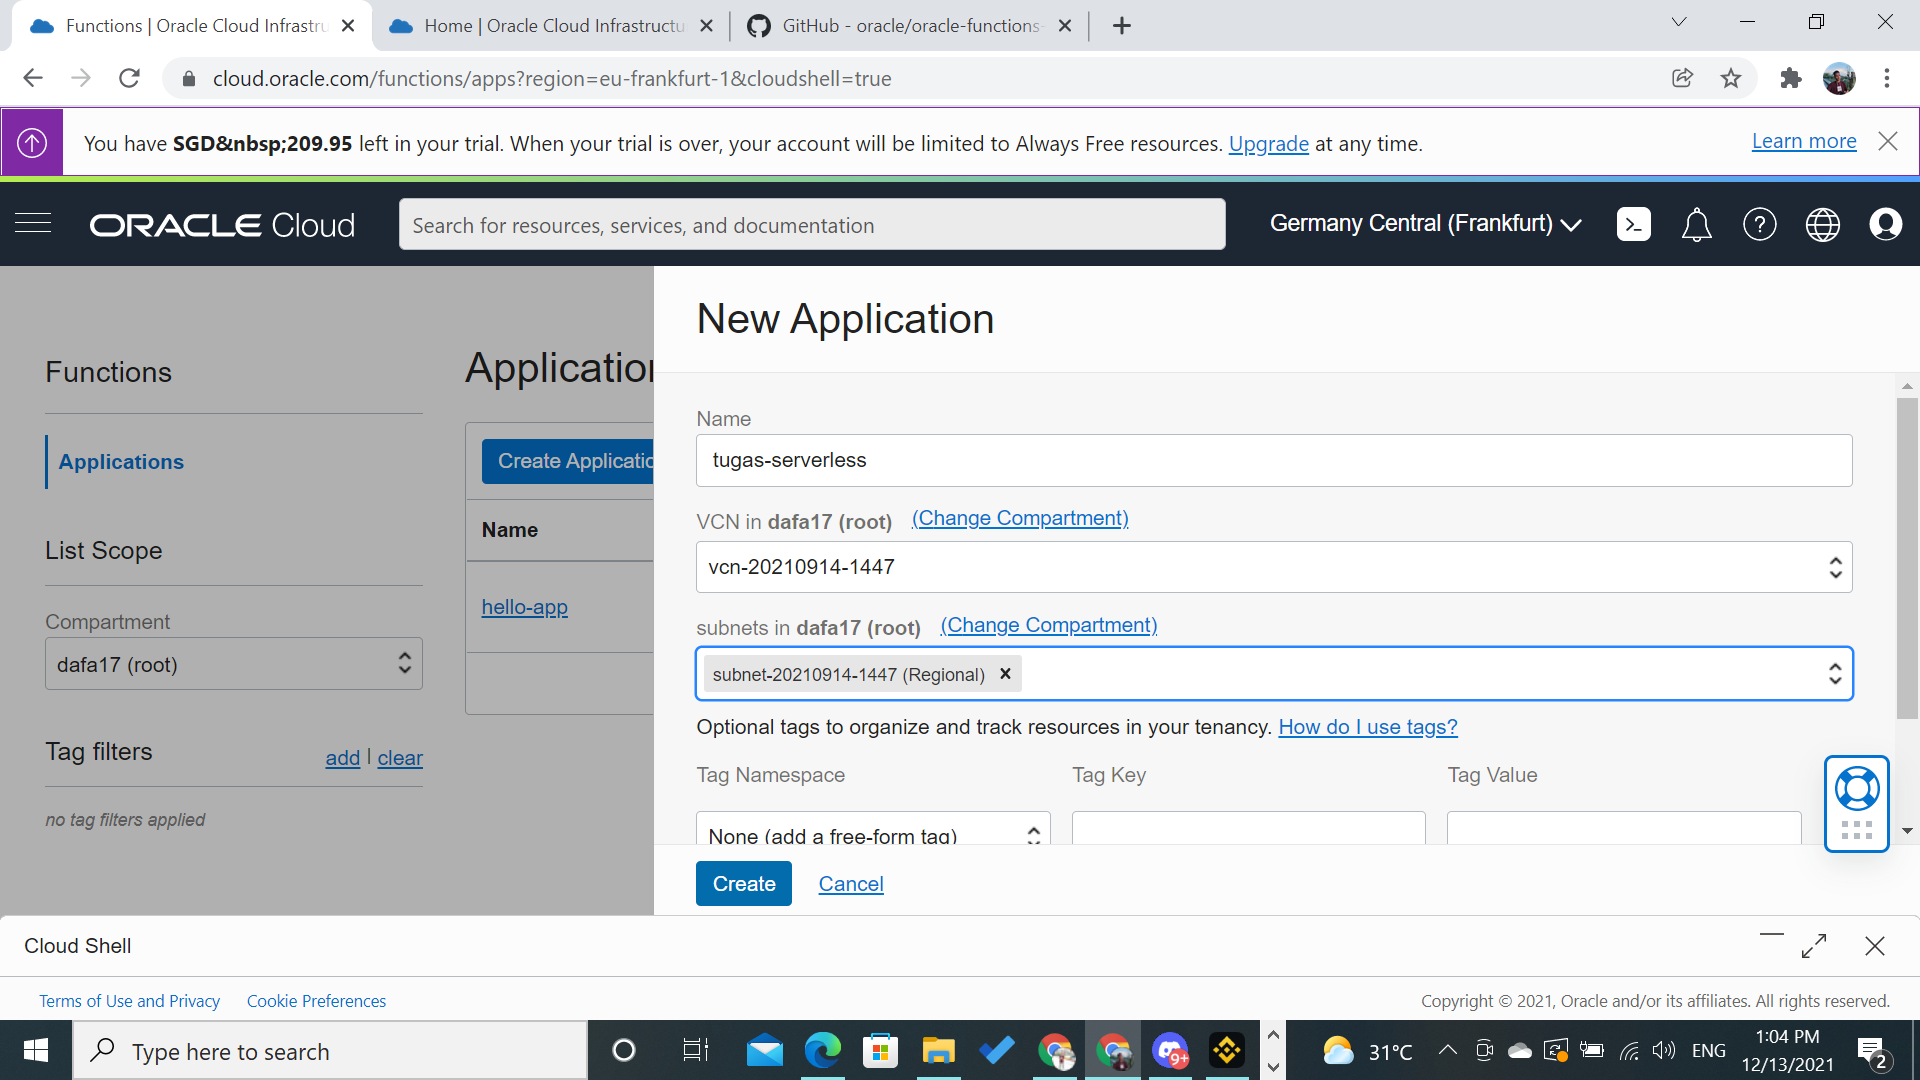 Functions | Oracle Cloud Infrastru
Home | Oracle Cloud Infrastructu
GitHub - oracle/oracle-functions-
cloud.oracle.com/functions/apps?region=eu-frankfurt-1&cloudshell=true
You have SGD&nbsp;209.95 left in your trial. When your trial is over, your account will be limited to Always Free resources. Upgrade at any time.
Learn more
ORACLE Cloud
Search for resources, services, and documentation
Germany Central (Frankfurt)
Functions
Applications
List Scope
Compartment
dafa17 (root)
Tag filters
add | clear
no tag filters applied
Application
Create Applicatio
Name
hello-app
New Application
Name
tugas-serverless
VCN in dafa17 (root) (Change Compartment)
vcn-20210914-1447
subnets in dafa17 (root) (Change Compartment)
subnet-20210914-1447 (Regional)
Optional tags to organize and track resources in your tenancy. How do I use tags?
Tag Namespace
Tag Key
Tag Value
None (add a free-form tag)
Create
Cancel
Cloud Shell
Terms of Use and Privacy
Cookie Preferences
Copyright © 2021, Oracle and/or its affiliates. All rights reserved.
Type here to search
9+
31°C
ENG
1:04 PM
12/13/2021
2